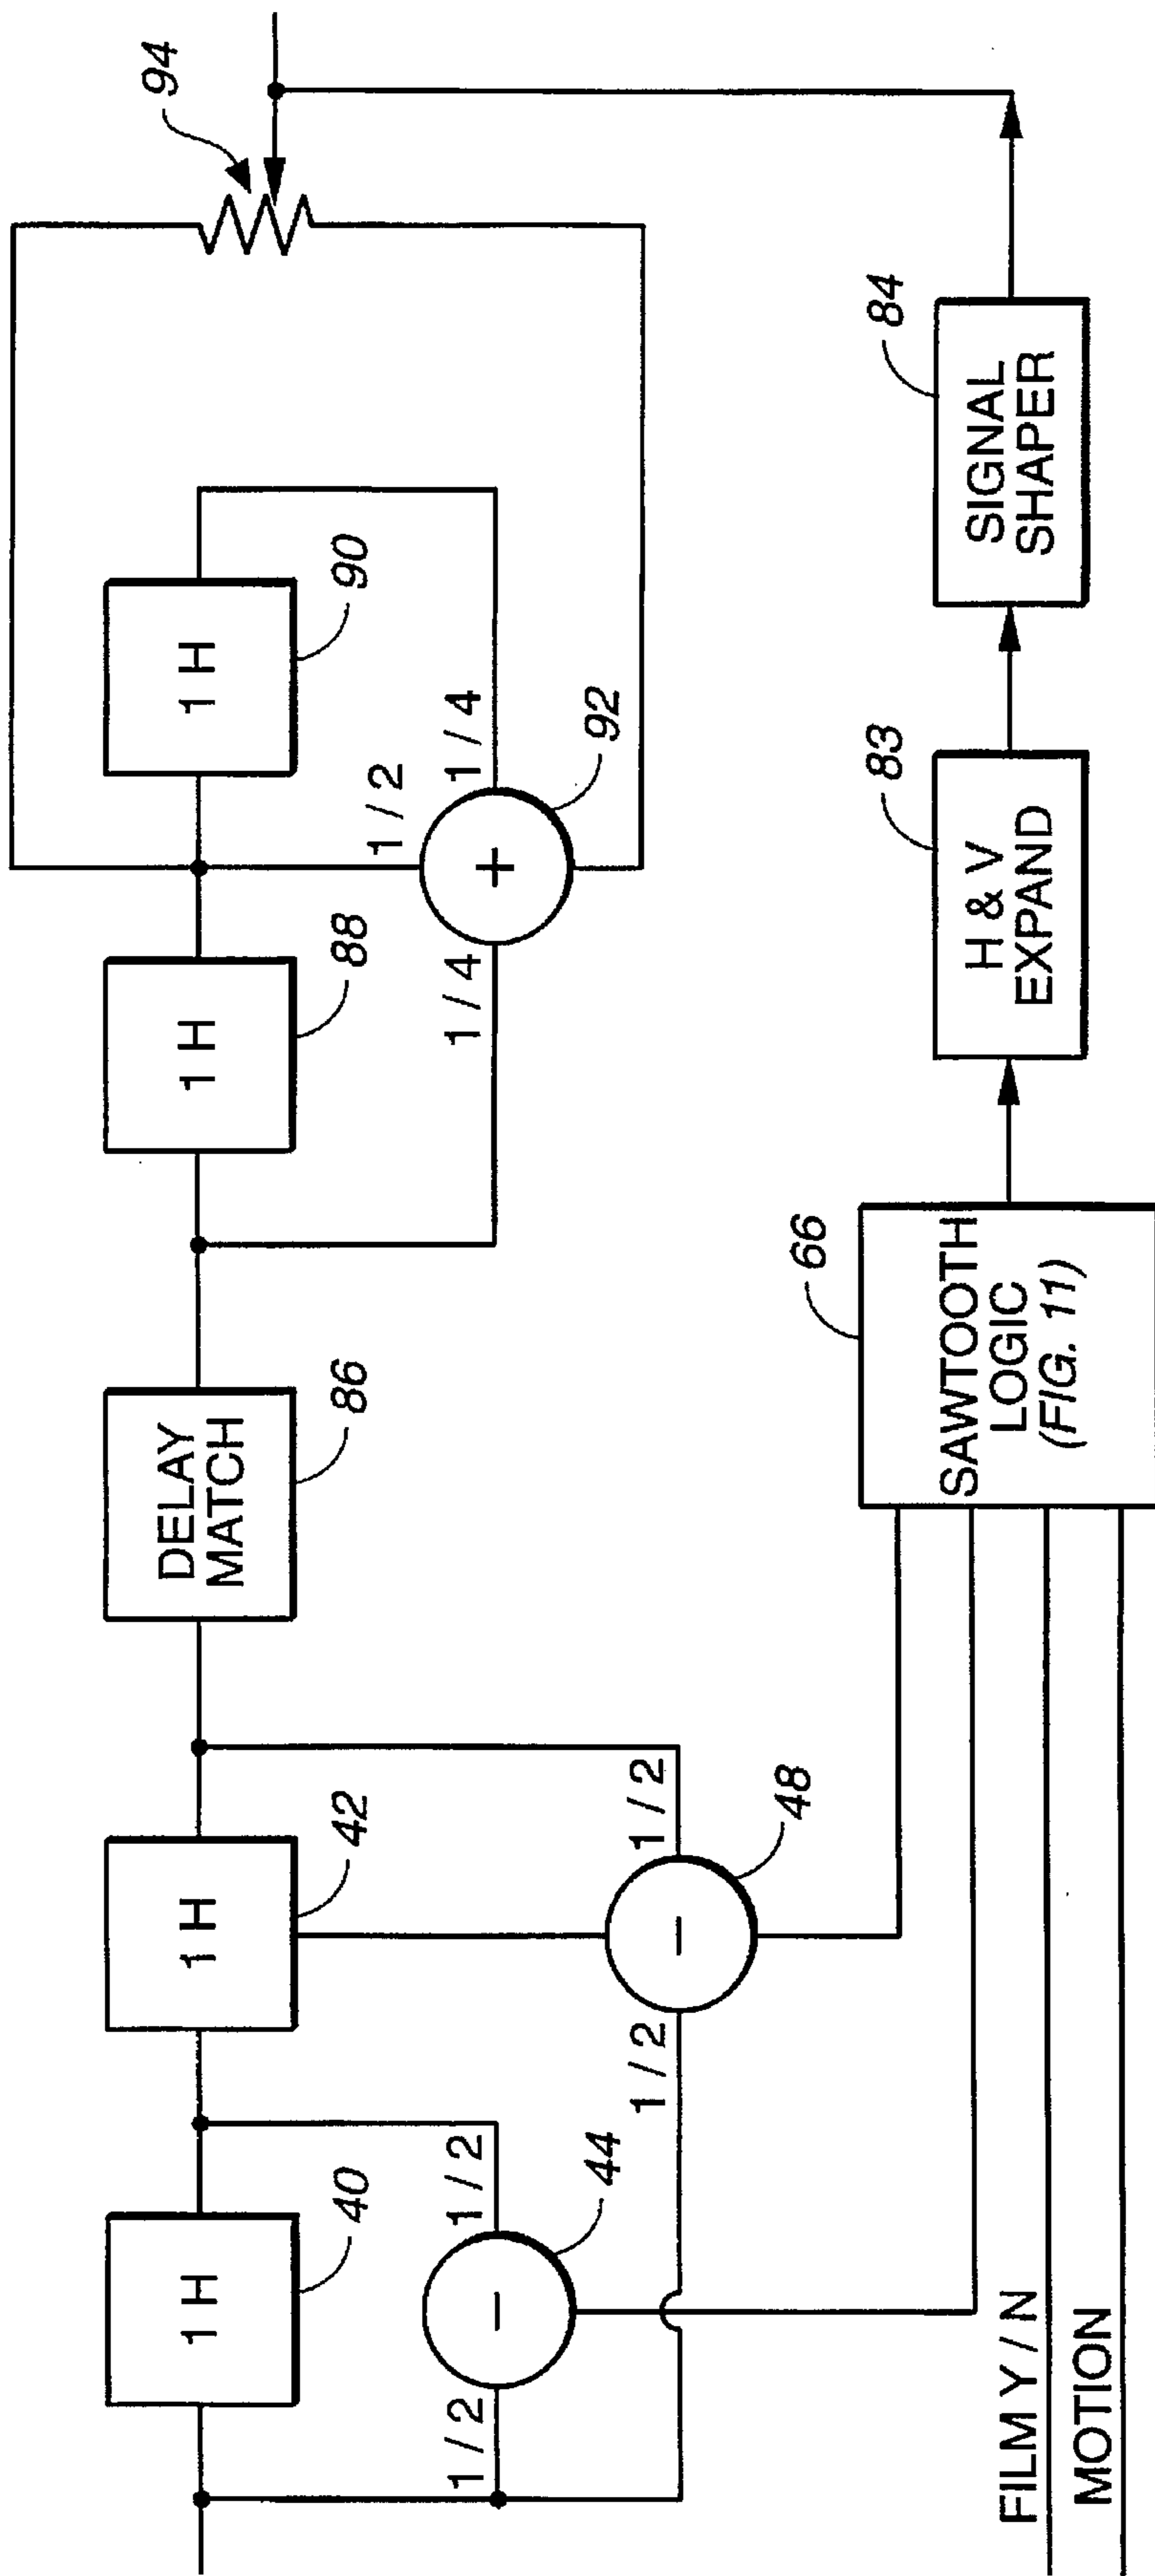 1 H
40
1 H
42
DELAY
MATCH
86
1 H
88
1 H
90
94
1 / 2
1 / 2
44
–
1 / 2
1 / 2
48
–
1 / 4
1 / 2
1 / 4
92
+
FILM Y / N
MOTION
SAWTOOTH
LOGIC
(FIG. 11)
66
H & V
EXPAND
83
SIGNAL
SHAPER
84